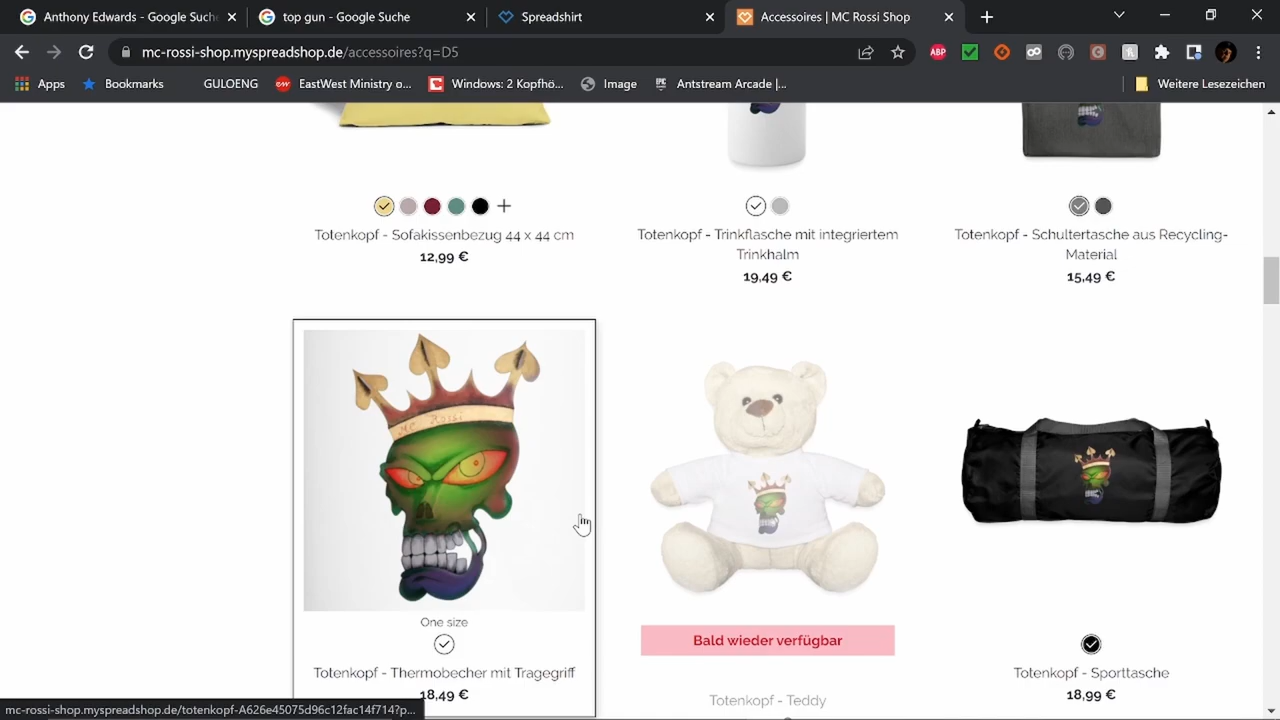 Anthony Edwards - Google Suche
top gun - Google Suche
Spreadshirt
Accessoires | MC Rossi Shop
mc-rossi-shop.myspreadshop.de/accessoires?q=D5
ABP
Apps
Bookmarks
GULOENG
EastWest Ministry o...
Windows: 2 Kopfhö...
Image
Antstream Arcade |...
Weitere Lesezeichen
Totenkopf - Sofakissenbezug 44 x 44 cm
12,99 €
Totenkopf - Trinkflasche mit integriertem
Trinkhalm
19,49 €
Totenkopf - Schultertasche aus Recycling-
Material
15,49 €
MC Rossi
One size
Totenkopf - Thermobecher mit Tragegriff
18,49 €
Bald wieder verfügbar
Totenkopf - Teddy
Totenkopf - Sporttasche
18,99 €
mc-rossi-shop.myspreadshop.de/totenkopf-A626e45075d96c12fac14f714?p...